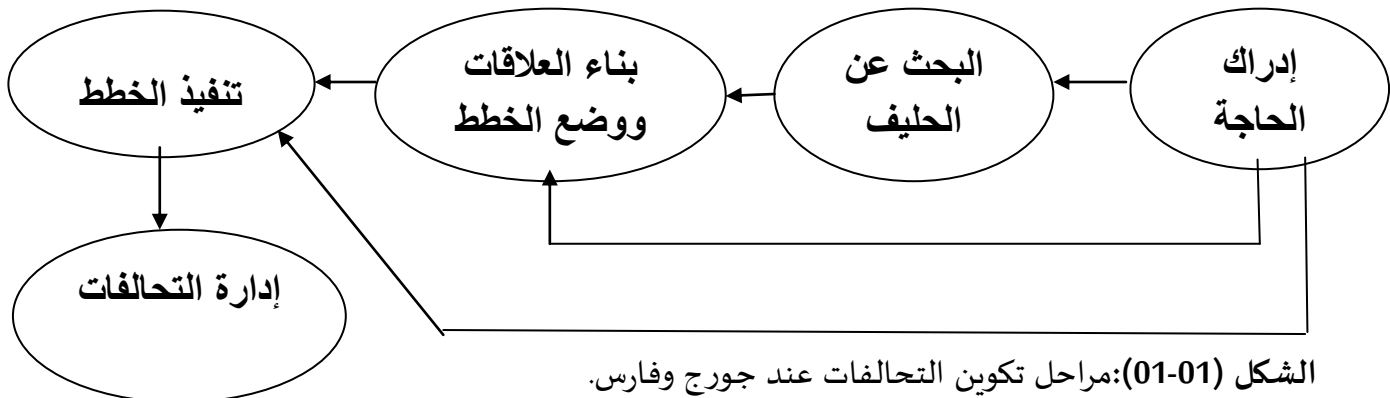 إدراك
الحاجة
البحث عن
الحليف
بناء العلاقات
ووضع الخطط
تنفيذ الخطط
إدارة التحالفات
الشكل (01-01):مراحل تكوين التحالفات عند جورج وفارس.